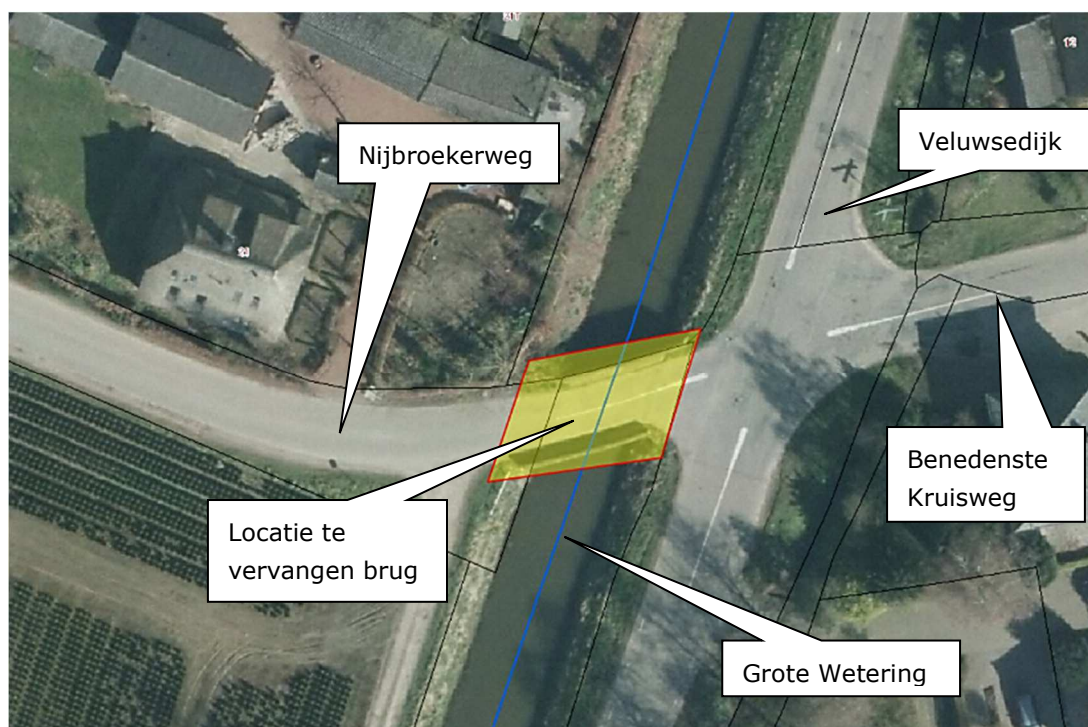 Nijbroekerweg
Veluwsedijk
Benedenste
Kruisweg
Locatie te
vervangen brug
Grote Wetering